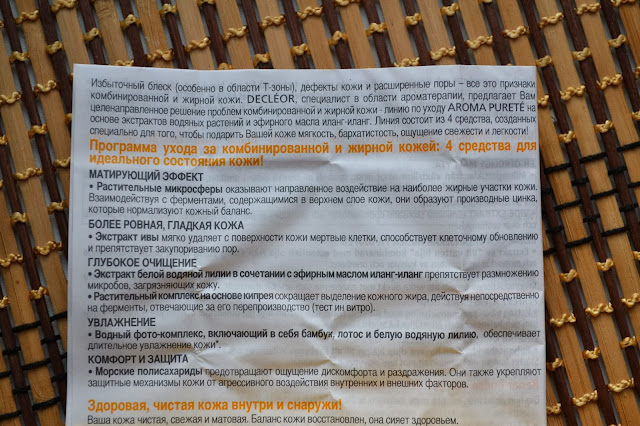 Избыточный блеск (особенно в области Т-зоны), дефекты кожи и расширенные поры – все это признаки
комбинированной и жирной кожи. DECLÉOR, специалист в области ароматерапии, предлагает Вам
целенаправленное решение проблем комбинированной и жирной кожи - линию по уходу AROMA PURETÉ на
основе экстрактов водяных растений и эфирного масла иланг-иланг. Линия состоит из 4 средств, созданных
специально для того, чтобы подарить Вашей коже мягкость, бархатистость, ощущение свежести и легкости!
Программа ухода за комбинированной и жирной кожей: 4 средства для
идеального состояния кожи!
МАТИРУЮЩИЙ ЭФФЕКТ
• Растительные микросферы оказывают направленное воздействие на наиболее жирные участки кожи.
Взаимодействуя с ферментами, содержащимися в верхнем слое кожи, они образуют производные цинка,
которые нормализуют кожный баланс.
БОЛЕЕ РОВНАЯ, ГЛАДКАЯ КОЖА
• Экстракт ивы мягко удаляет с поверхности кожи мертвые клетки, способствует клеточному обновлению
и препятствует закупориванию пор.
ГЛУБОКОЕ ОЧИЩЕНИЕ
• Экстракт белой водяной лилии в сочетании с эфирным маслом иланг-иланг препятствует размножению
микробов, загрязняющих кожу.
• Растительный комплекс на основе кипрея сокращает выделение кожного жира, действуя непосредственно
на ферменты, отвечающие за его перепроизводство (тест ин витро).
УВЛАЖНЕНИЕ
• Водный фото-комплекс, включающий в себя бамбук, лотос и белую водяную лилию, обеспечивает
длительное увлажнение кожи*.
КОМФОРТ И ЗАЩИТА
• Морские полисахариды предотвращают ощущение дискомфорта и раздражения. Они также укрепляют
защитные механизмы кожи от агрессивного воздействия внутренних и внешних факторов.
Здоровая, чистая кожа внутри и снаружи!
Ваша кожа чистая, свежая и матовая. Баланс кожи восстановлен, она сияет здоровьем.